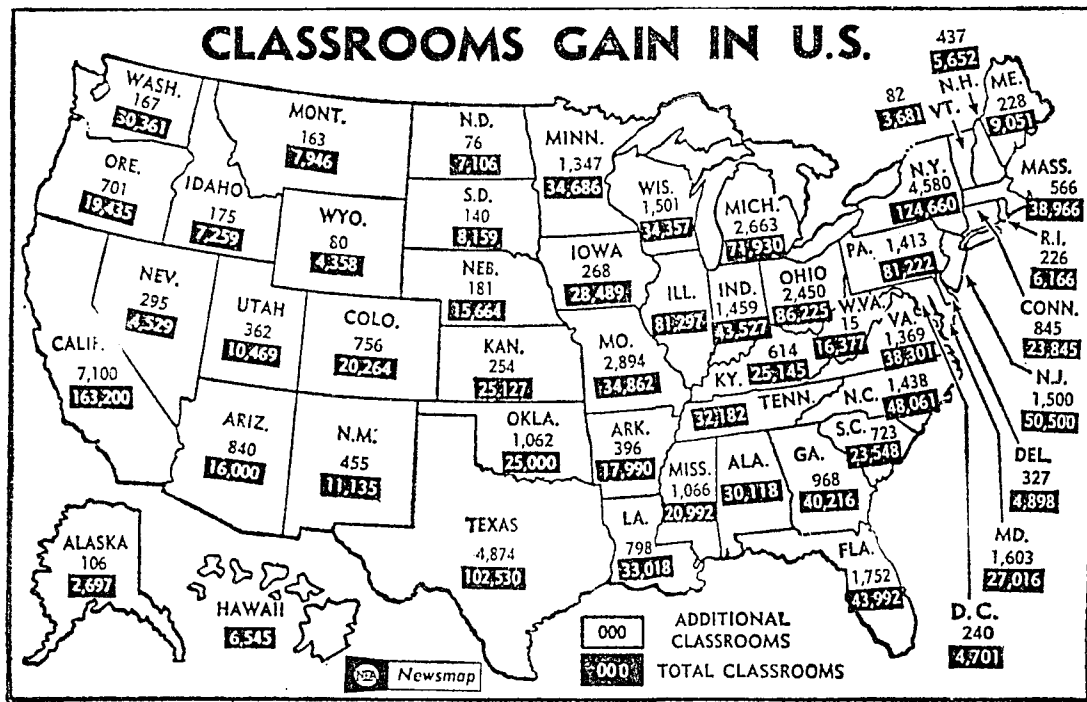 CLASSROOMS GAIN IN U.S.
WASH.
167
30,361
ORE.
701
19,435
CALIF.
7,100
163,200
IDAHO
175
7,259
NEV.
295
4,529
MONT.
163
7,946
WYO.
80
4,358
UTAH
362
10,469
COLO.
756
20,264
ARIZ.
840
16,000
N.M.
455
11,135
N.D.
76
7,106
S.D.
140
8,159
NEB.
181
15,664
KAN.
254
25,127
OKLA.
1,062
25,000
TEXAS
4,874
102,530
MINN.
1,347
34,686
IOWA
268
28,489
MO.
2,894
34,862
ARK.
396
17,990
LA.
798
33,018
WIS.
1,501
34,357
ILL.
81,297
MICH.
2,663
71,930
IND.
1,459
43,527
OHIO
2,450
86,225
KY.
614
25,145
TENN.
32,182
MISS.
1,066
20,992
ALA.
30,118
GA.
968
40,216
FLA.
1,752
43,992
S.C. 723
23,548
N.C. 1,438
48,061
VA.
1,369
38,301
W.VA.
15
16,377
PA. 1,413
81,222
N.Y.
4,580
124,660
82
3,681
VT.
437
5,652
N.H.
ME.
228
9,051
MASS.
566
38,966
R.I.
226
6,166
CONN.
845
23,845
N.J.
1,500
50,500
DEL.
327
4,898
MD.
1,603
27,016
D.C.
240
4,701
ALASKA
106
2,697
HAWAII
6,545
NEA Newsmap
000 ADDITIONAL
CLASSROOMS
000 TOTAL CLASSROOMS